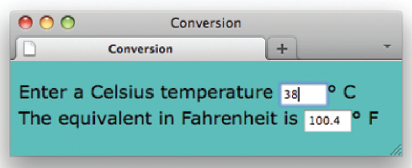 Conversion
Conversion
Enter a Celsius temperature 38 ° C
The equivalent in Fahrenheit is 100.4 ° F